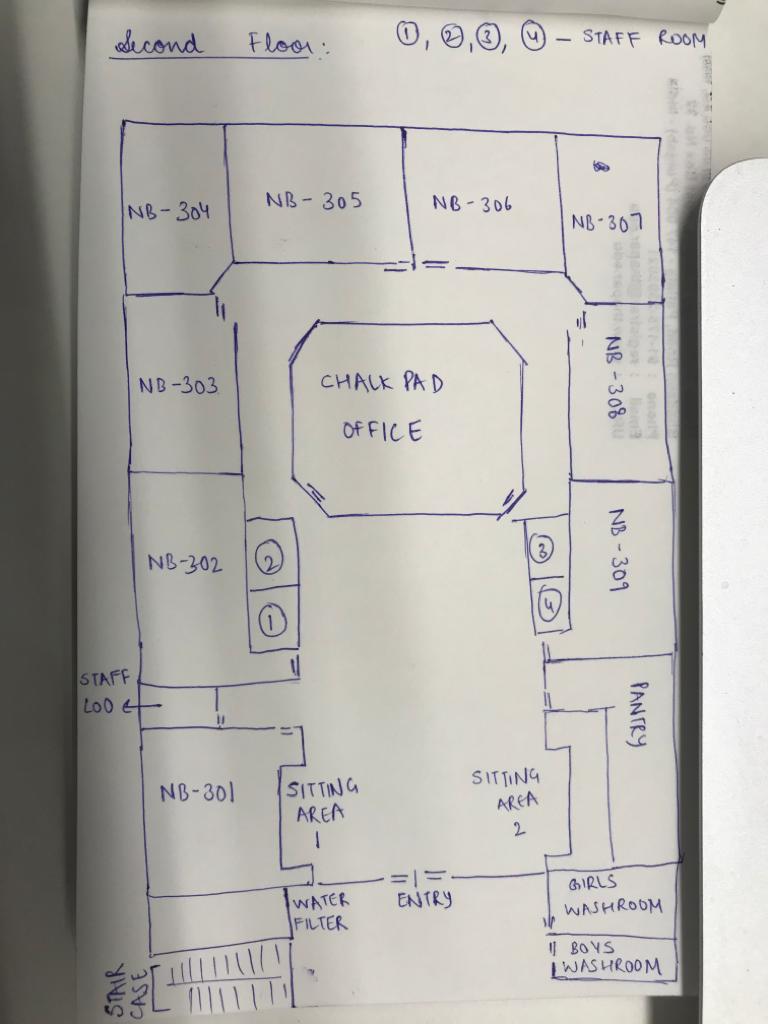 Second Floor:
①, ②, ③, ④ - STAFF ROOM
NB-304
NB-305
NB-306
NB-307
NB-303
CHALKPAD
OFFICE
NB-308
NB-302
②
①
③
④
NB-309
STAFF
LOO
PANTRY
NB-301
SITTING
AREA
1
SITTING
AREA
2
WATER
FILTER
ENTRY
GIRLS
WASHROOM
BOYS
WASHROOM
STAIR
CASE